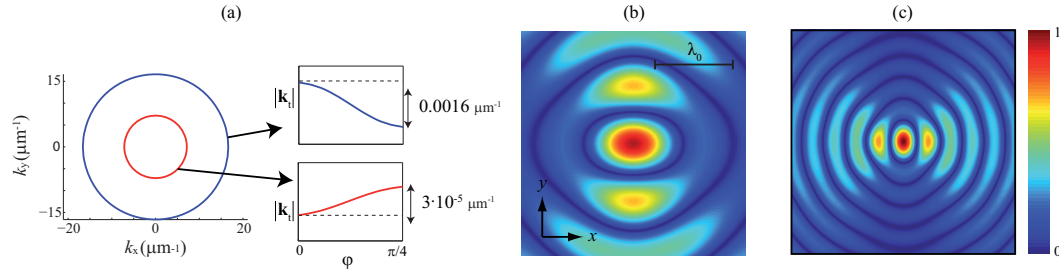 (a)
(b)
(c)
15
0
−15
k_y (μm⁻¹)
−20
0
20
k_x (μm⁻¹)
|k_t|
0.0016 μm⁻¹
|k_t|
3·10⁻⁵ μm⁻¹
0
π/4
φ
λ₀
y
x
1
0